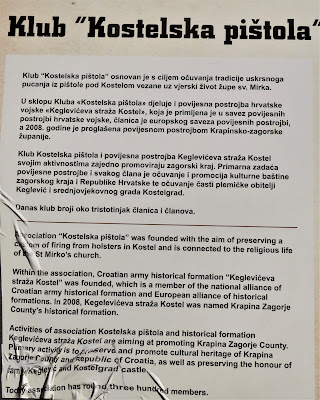 Klub "Kostelska pištola"
Klub "Kostelska pištola" osnovan je s ciljem očuvanja tradicije uskrsnoga
pucanja iz pištole pod Kostelom vezane uz vjerski život župe sv. Mirka.
U sklopu Kluba «Kostelska pištola» djeluje i povijesna postrojba hrvatske
vojske «Keglevićeva straža Kostel», koja je primljena je u savez povijesnih
postrojbi hrvatske vojske, članica je europskog saveza povijesnih postrojbi,
a 2008. godine je proglašena povijesnom postrojbom Krapinsko-zagorske
županije.
Klub Kostelska pištola i povijesna postrojba Keglevićeva straža Kostel
svojim aktivnostima zajedno promoviraju zagorski kraj. Primarna zadaća
povijesne postrojbe i svakog člana je očuvanje i promocija kulturne baštine
zagorskog kraja i Republike Hrvatske te očuvanje časti plemićke obitelji
Keglević i srednjovjekovnog grada Kostelgrad.
Danas klub broji oko tristotinjak članica i članova.
Association "Kostelska pištola" was founded with the aim of preserving a
custom of firing from holsters in Kostel and is connected to the religious life
of the St Mirko's church.
Within the association, Croatian army historical formation "Keglevićeva
straža Kostel" was founded, which is a member of the national alliance of
Croatian army historical formation and European alliance of historical
formations. In 2008, Kegelevićeva straža Kostel was named Krapina Zagorje
County's historical formation.
Activities of association Kostelska pištola and historical formation
Keglevićeva straža Kostel are aiming at promoting Krapina Zagorje County.
Primary activity is to preserve and promote cultural heritage of Krapina
Zagorje County and Republic of Croatia, as well as preserving the honour of
family Keglević and Kostelgrad castle.
Today association has round three hundred members.